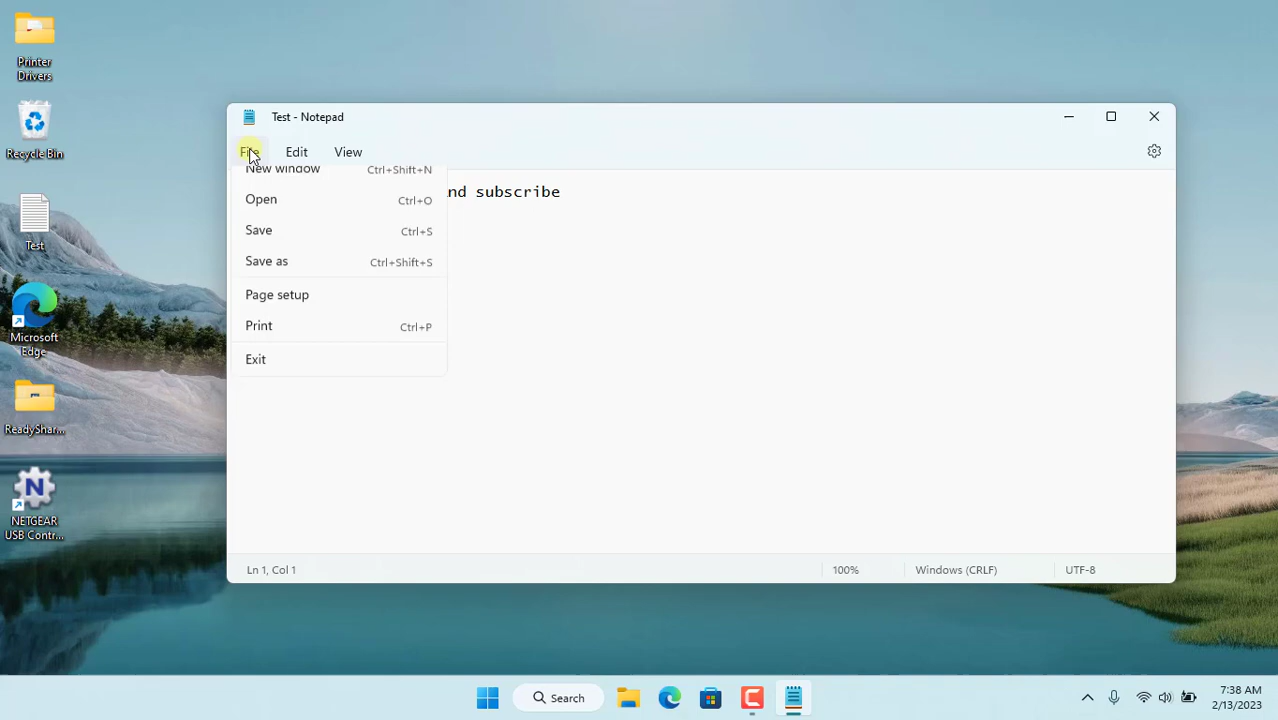 Printer
Drivers
Recycle Bin
Test
Microsoft
Edge
ReadyShar...
N
NETGEAR
USB Contr...
Test - Notepad
File Edit View
New window Ctrl+Shift+N
and subscribe
Open Ctrl+O
Save Ctrl+S
Save as Ctrl+Shift+S
Page setup
Print Ctrl+P
Exit
Ln 1, Col 1 100% Windows (CRLF) UTF-8
Search
7:38 AM
2/13/2023